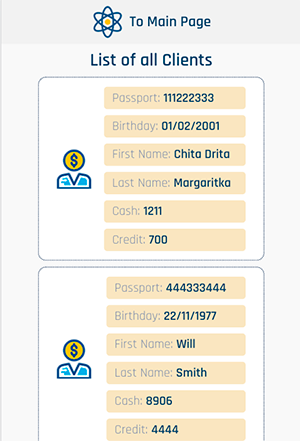 To Main Page
List of all Clients
Passport: 111222333
Birthday: 01/02/2001
First Name: Chita Drita
Last Name: Margaritka
Cash: 1211
Credit: 700
Passport: 444333444
Birthday: 22/11/1977
First Name: Will
Last Name: Smith
Cash: 8906
Credit: 4444